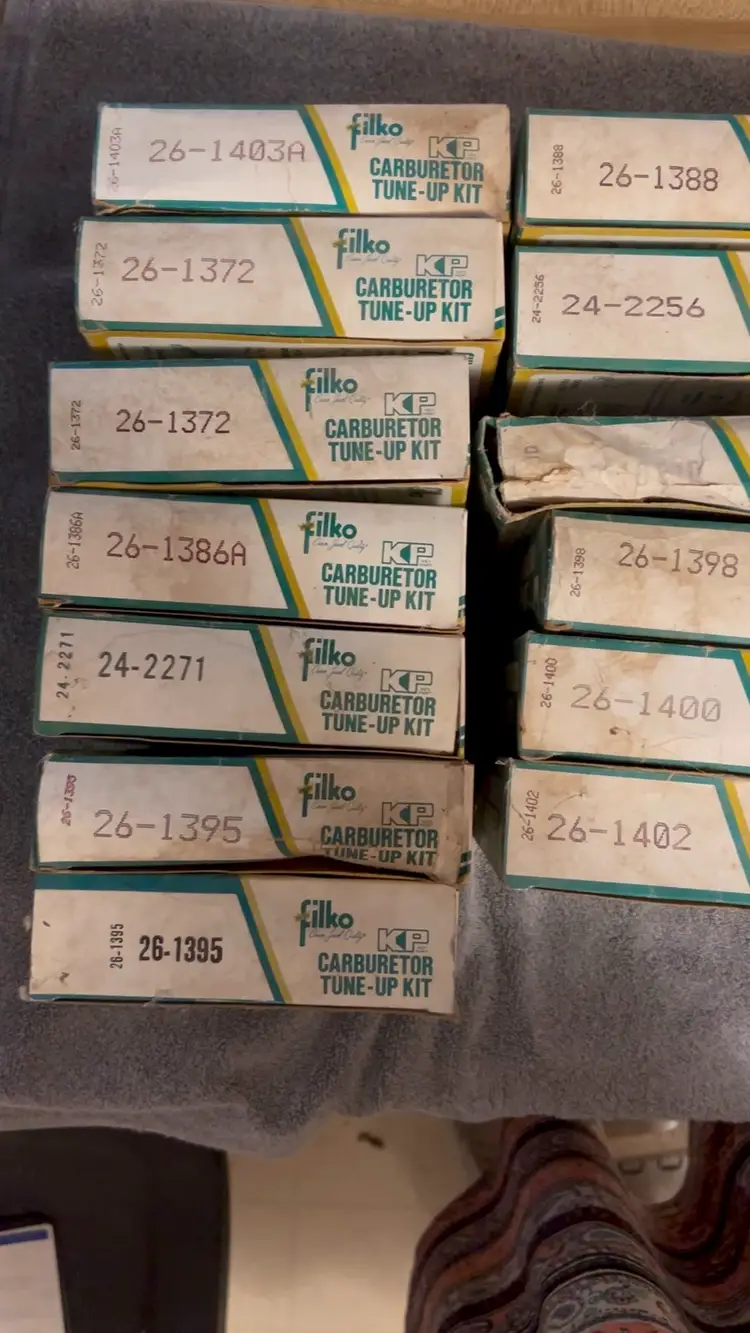 26-1403A
26-1403A
filko
KP
CARBURETOR
TUNE-UP KIT
26-1372
26-1372
filko
KP
CARBURETOR
TUNE-UP KIT
26-1372
26-1372
filko
KP
CARBURETOR
TUNE-UP KIT
26-1386A
26-1386A
filko
KP
CARBURETOR
TUNE-UP KIT
24-2271
24-2271
filko
KP
CARBURETOR
TUNE-UP KIT
26-1395
filko
KP
CARBURETOR
TUNE-UP KIT
26-1395
26-1395
filko
KP
CARBURETOR
TUNE-UP KIT
26-1388
26-1388
24-2256
24-2256
26-1398
26-1398
26-1400
26-1400
26-1402
26-1402